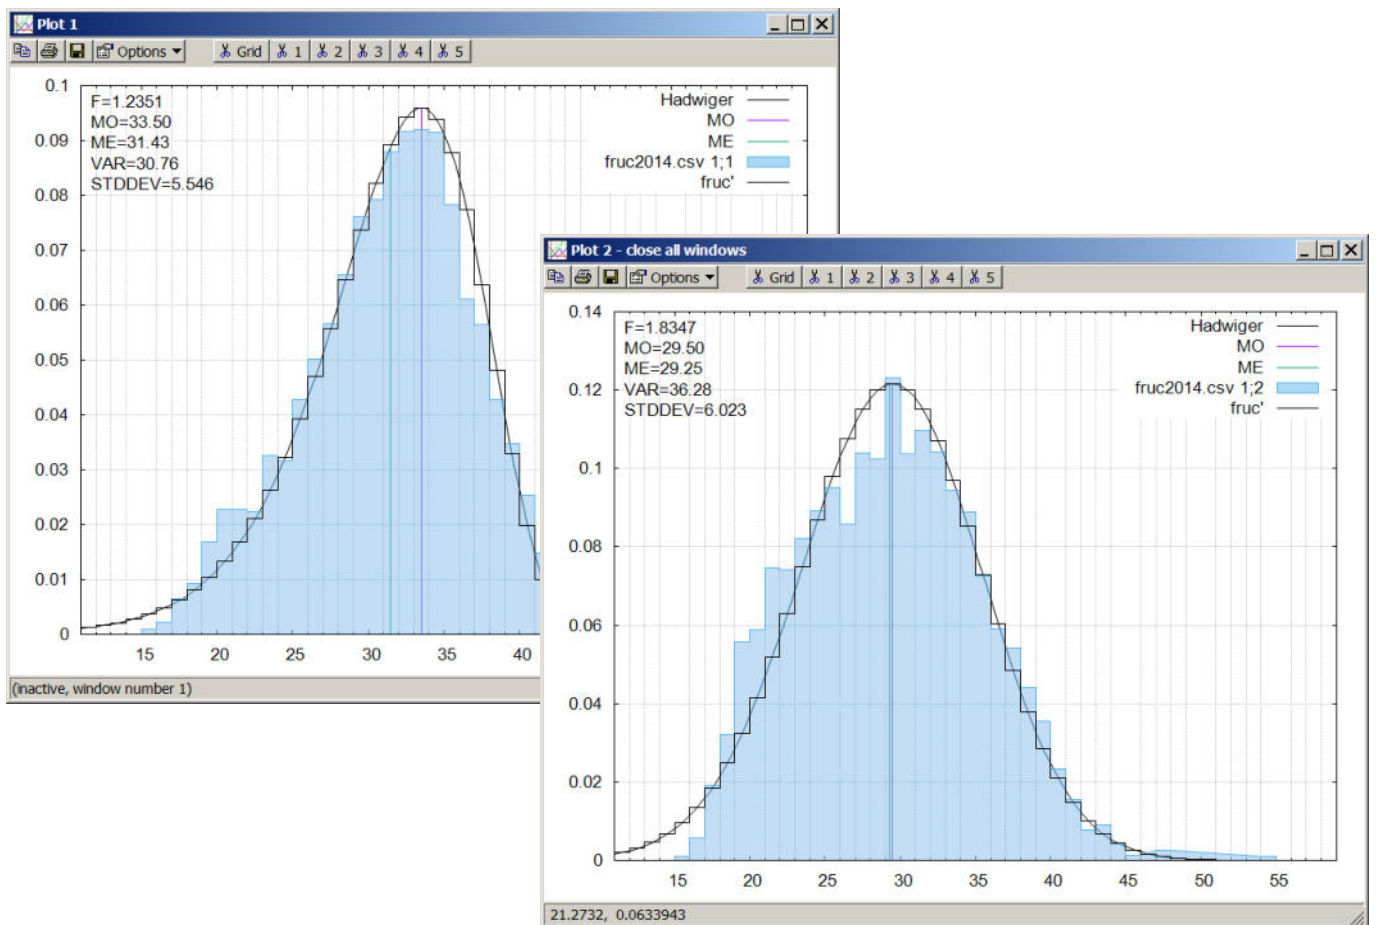 Plot 1
Options Grid 1 2 3 4 5
0.1
0.09
0.08
0.07
0.06
0.05
0.04
0.03
0.02
0.01
0
F=1.2351
MO=33.50
ME=31.43
VAR=30.76
STDDEV=5.546
Hadwiger
MO
ME
fruc2014.csv 1;1
fruc'
15 20 25 30 35 40
(inactive, window number 1)
Plot 2 - close all windows
Options Grid 1 2 3 4 5
0.14
0.12
0.1
0.08
0.06
0.04
0.02
0
F=1.8347
MO=29.50
ME=29.25
VAR=36.28
STDDEV=6.023
Hadwiger
MO
ME
fruc2014.csv 1;2
fruc'
15 20 25 30 35 40 45 50 55
21.2732, 0.0633943